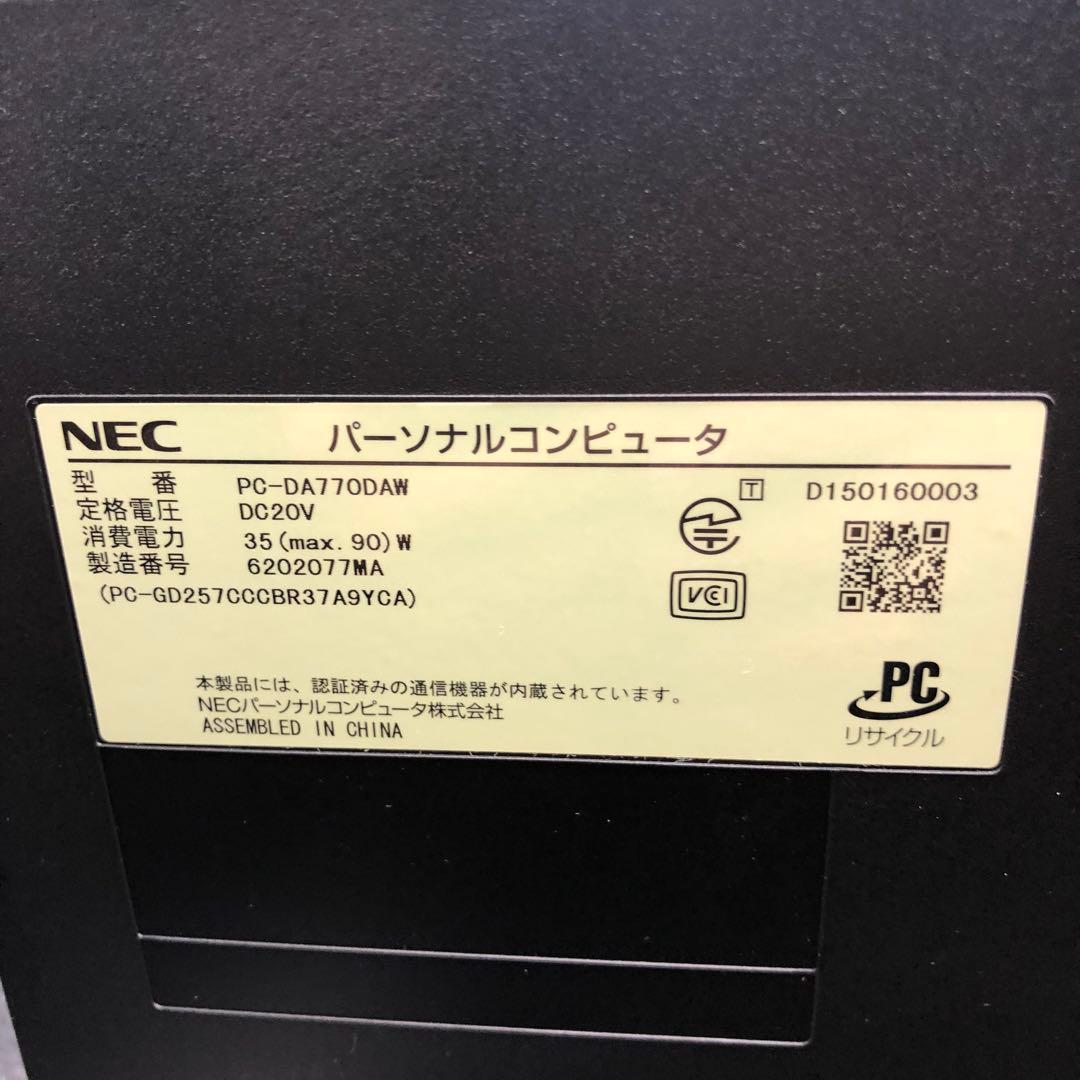 NEC パーソナルコンピュータ
型 番 PC-DA770DAW
定格電圧 DC20V
消費電力 35(max.90)W
製造番号 6202077MA
(PC-GD257CCCBR37A9YCA)
T D150160003
VCI
本製品には、認証済みの通信機器が内蔵されています。
NECパーソナルコンピュータ株式会社
ASSEMBLED IN CHINA
PC
リサイクル